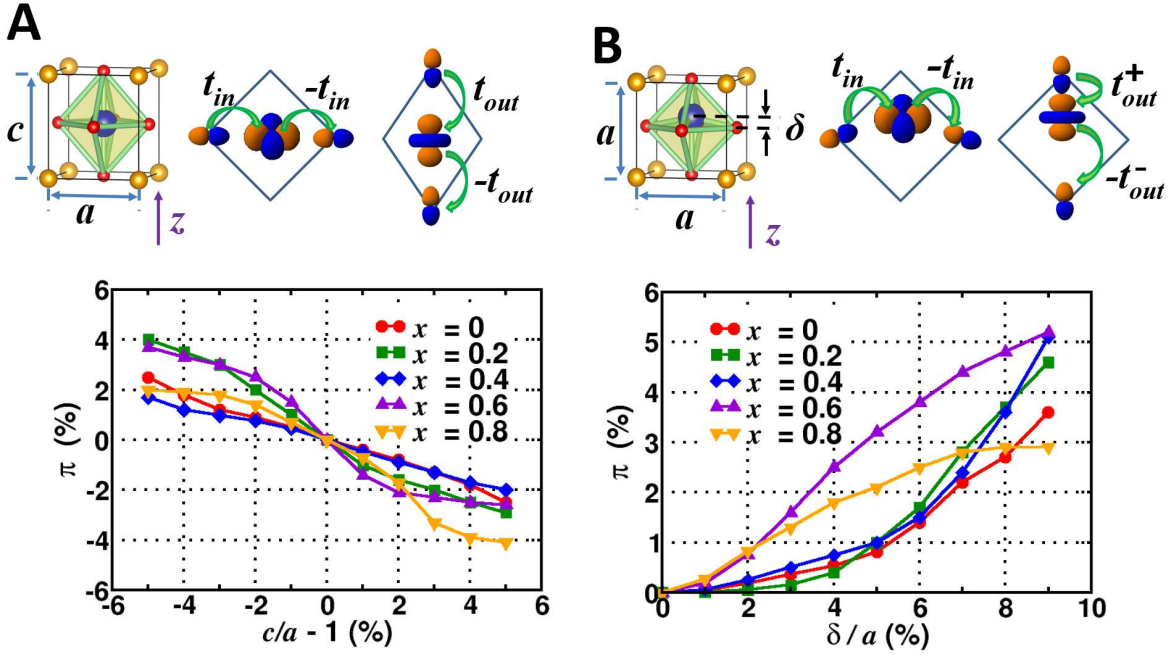 A
c
a
z
t_in
-t_in
t_out
-t_out
B
a
a
z
δ
t_in
-t_in
t⁺_out
-t⁻_out
π (%)
6
4
2
0
-2
-4
-6
-6 -4 -2 0 2 4 6
c/a - 1 (%)
x = 0
x = 0.2
x = 0.4
x = 0.6
x = 0.8
π (%)
6
5
4
3
2
1
0
0 2 4 6 8 10
δ/a (%)
x = 0
x = 0.2
x = 0.4
x = 0.6
x = 0.8